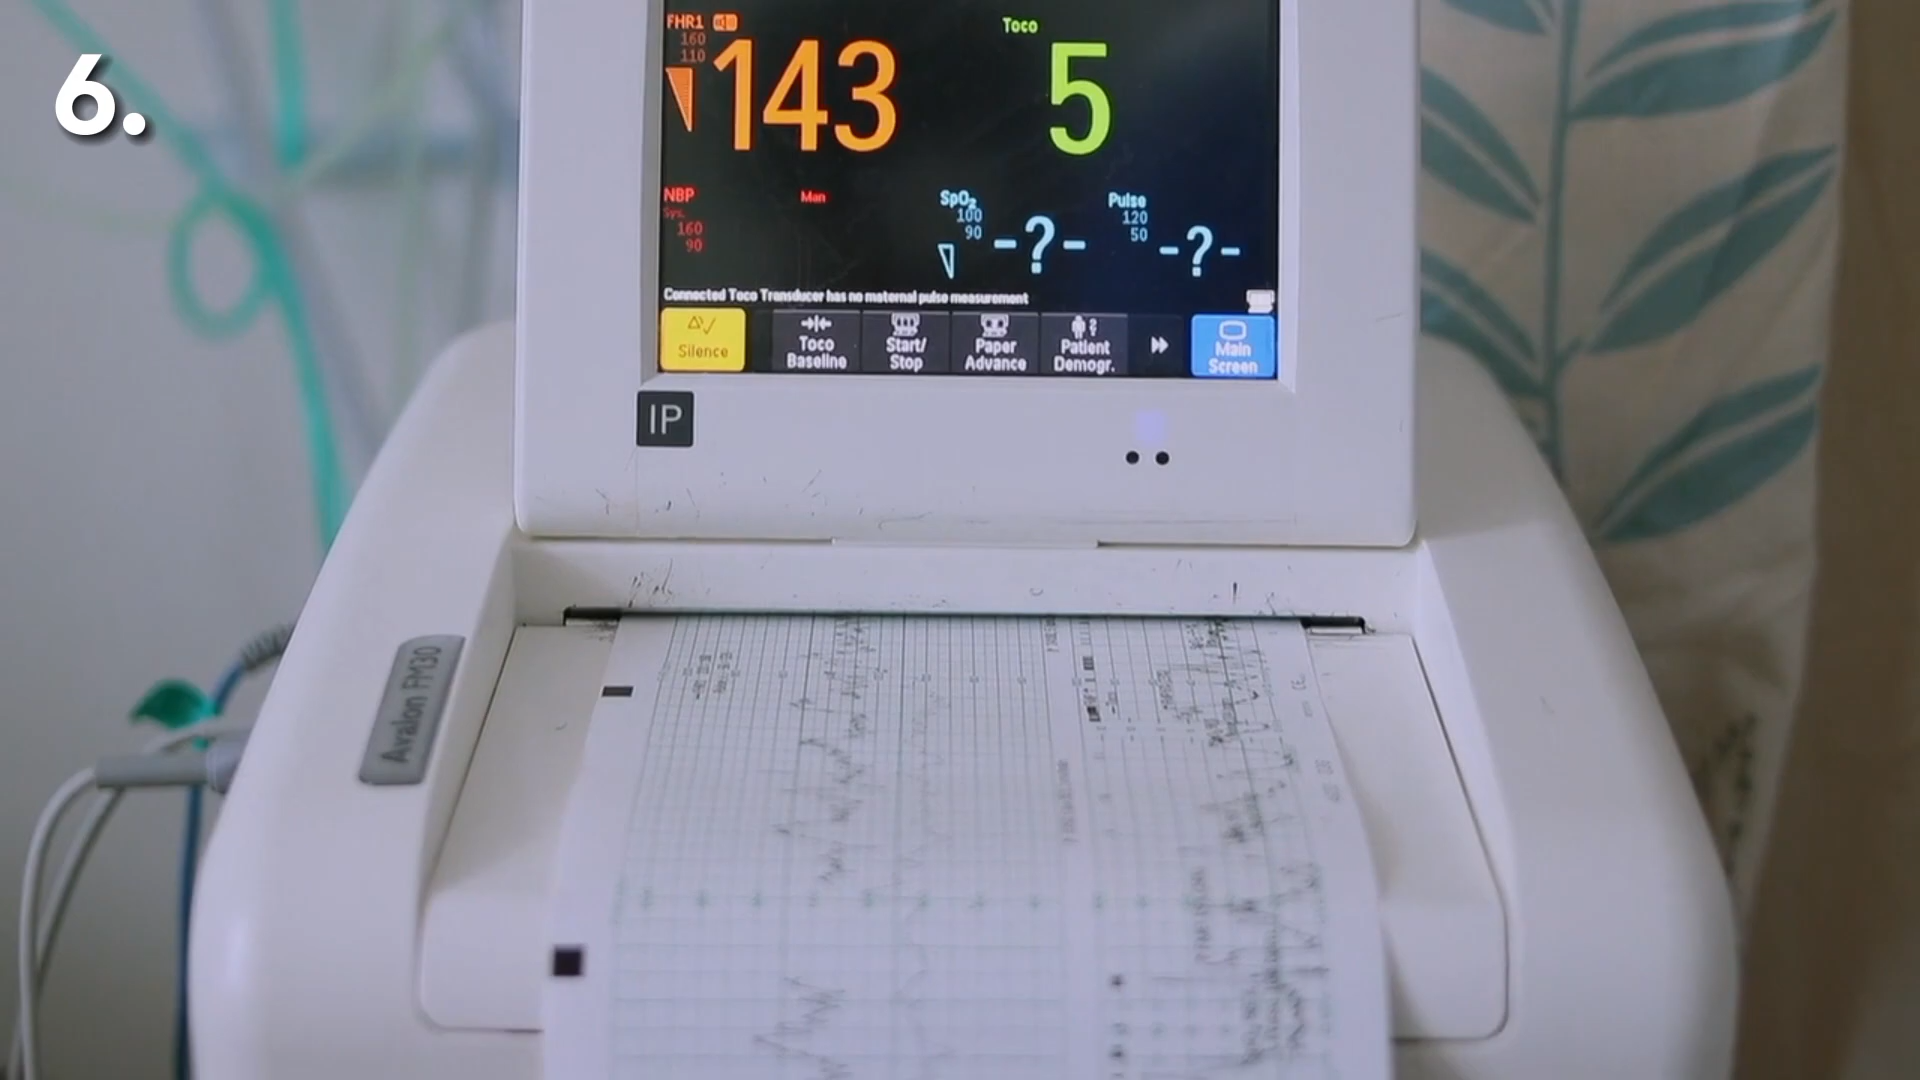 6.
FHR1
160
110
143
Toco
5
NBP
Sys.
160
90
Man
SpO₂
100
90
-?-
Pulse
120
50
-?-
Connected Toco Transducer has no maternal pulse measurement
Silence
Toco
Baseline
Start/
Stop
Paper
Advance
Patient
Demogr.
Main
Screen
IP
Avalon FM30